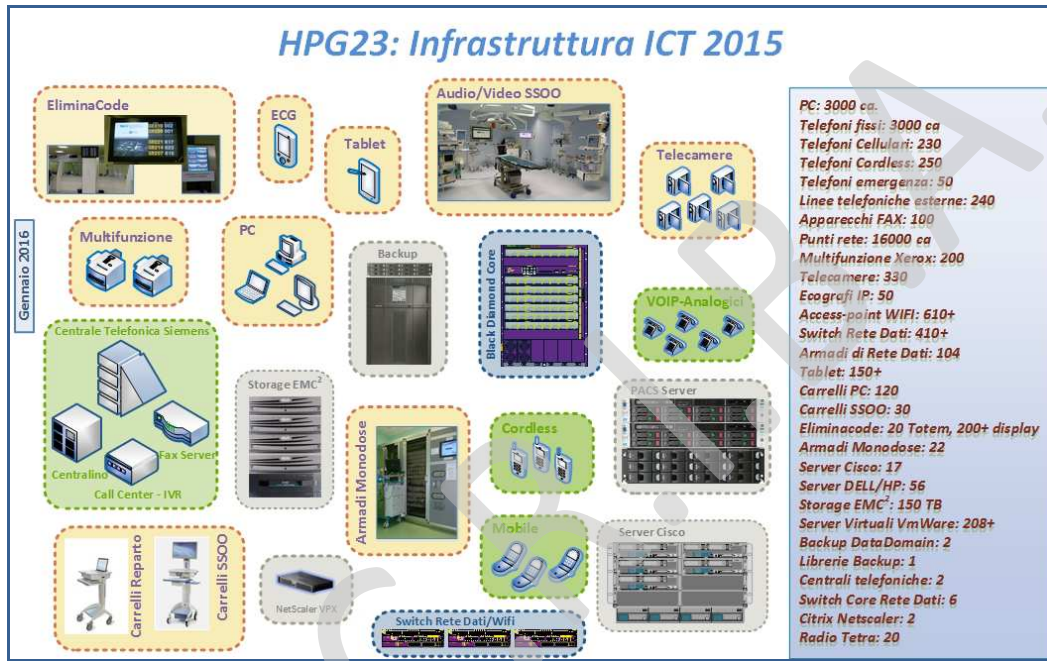 HPG23: Infrastruttura ICT 2015
Gennaio 2016
EliminaCode
ECG
Tablet
Audio/Video SSOO
Telecamere
Multifunzione
PC
Backup
Black Diamond Core
VOIP-Analogici
Centrale Telefonica Siemens
Fax Server
Centralino
Call Center - IVR
Storage EMC²
Armadi Monodose
Cordless
PACS Server
Mobile
Server Cisco
Carrelli Reparto
Carrelli SSOO
NetScaler VPX
Switch Rete Dati/Wifi
PC: 3000 ca.
Telefoni fissi: 3000 ca
Telefoni Cellulari: 230
Telefoni Cordless: 250
Telefoni emergenza: 50
Linee telefoniche esterne: 240
Apparecchi FAX: 100
Punti rete: 16000 ca
Multifunzione Xerox: 200
Telecamere: 330
Ecografi IP: 50
Access-point WIFI: 610+
Switch Rete Dati: 410+
Armadi di Rete Dati: 104
Tablet: 150+
Carrelli PC: 120
Carrelli SSOO: 30
Eliminacode: 20 Totem, 200+ display
Armadi Monodose: 22
Server Cisco: 17
Server DELL/HP: 56
Storage EMC²: 150 TB
Server Virtuali VmWare: 208+
Backup DataDomain: 2
Librerie Backup: 1
Centrali telefoniche: 2
Switch Core Rete Dati: 6
Citrix Netscaler: 2
Radio Tetra: 20